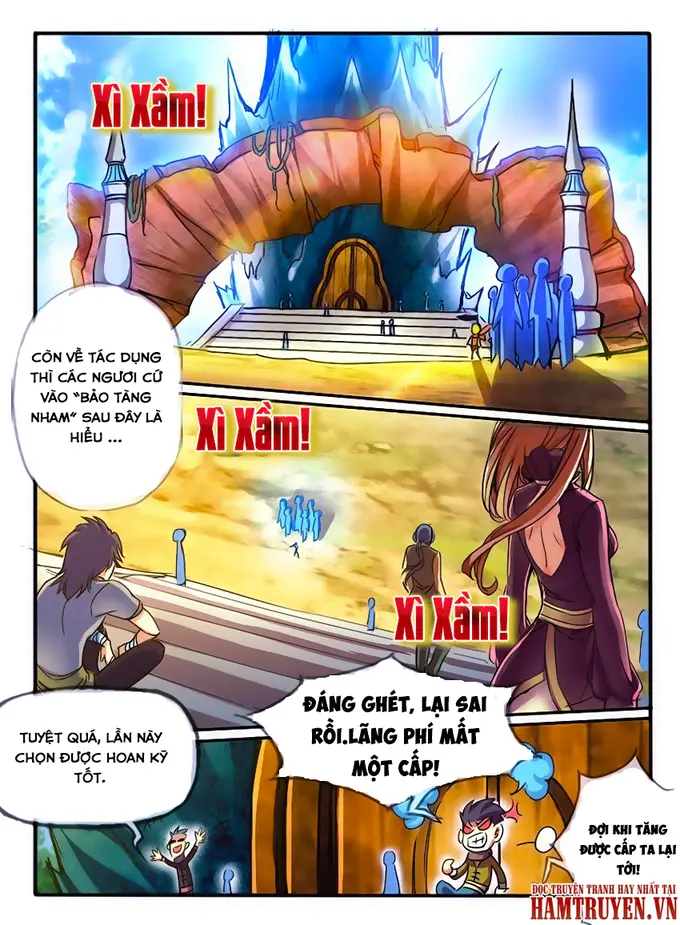 Xì Xầm!
CÒN VỀ TÁC DỤNG
THÌ CÁC NGƯƠI CỨ
VÀO "BẢO TÀNG
NHAM" SAU ĐÂY LÀ
HIỂU ...
Xì Xầm!
Xì Xầm!
ĐÁNG GHÉT, LẠI SAI
RỒI.LÃNG PHÍ MẤT
MỘT CẤP!
TUYỆT QUÁ, LẦN NÀY
CHỌN ĐƯỢC HOAN KỸ
TỐT.
ĐỢI KHI TĂNG
ĐƯỢC CẤP TA LẠI
TỚI!
ĐỌC TRUYỆN TRANH HAY NHẤT TẠI
HAMTRUYEN.VN